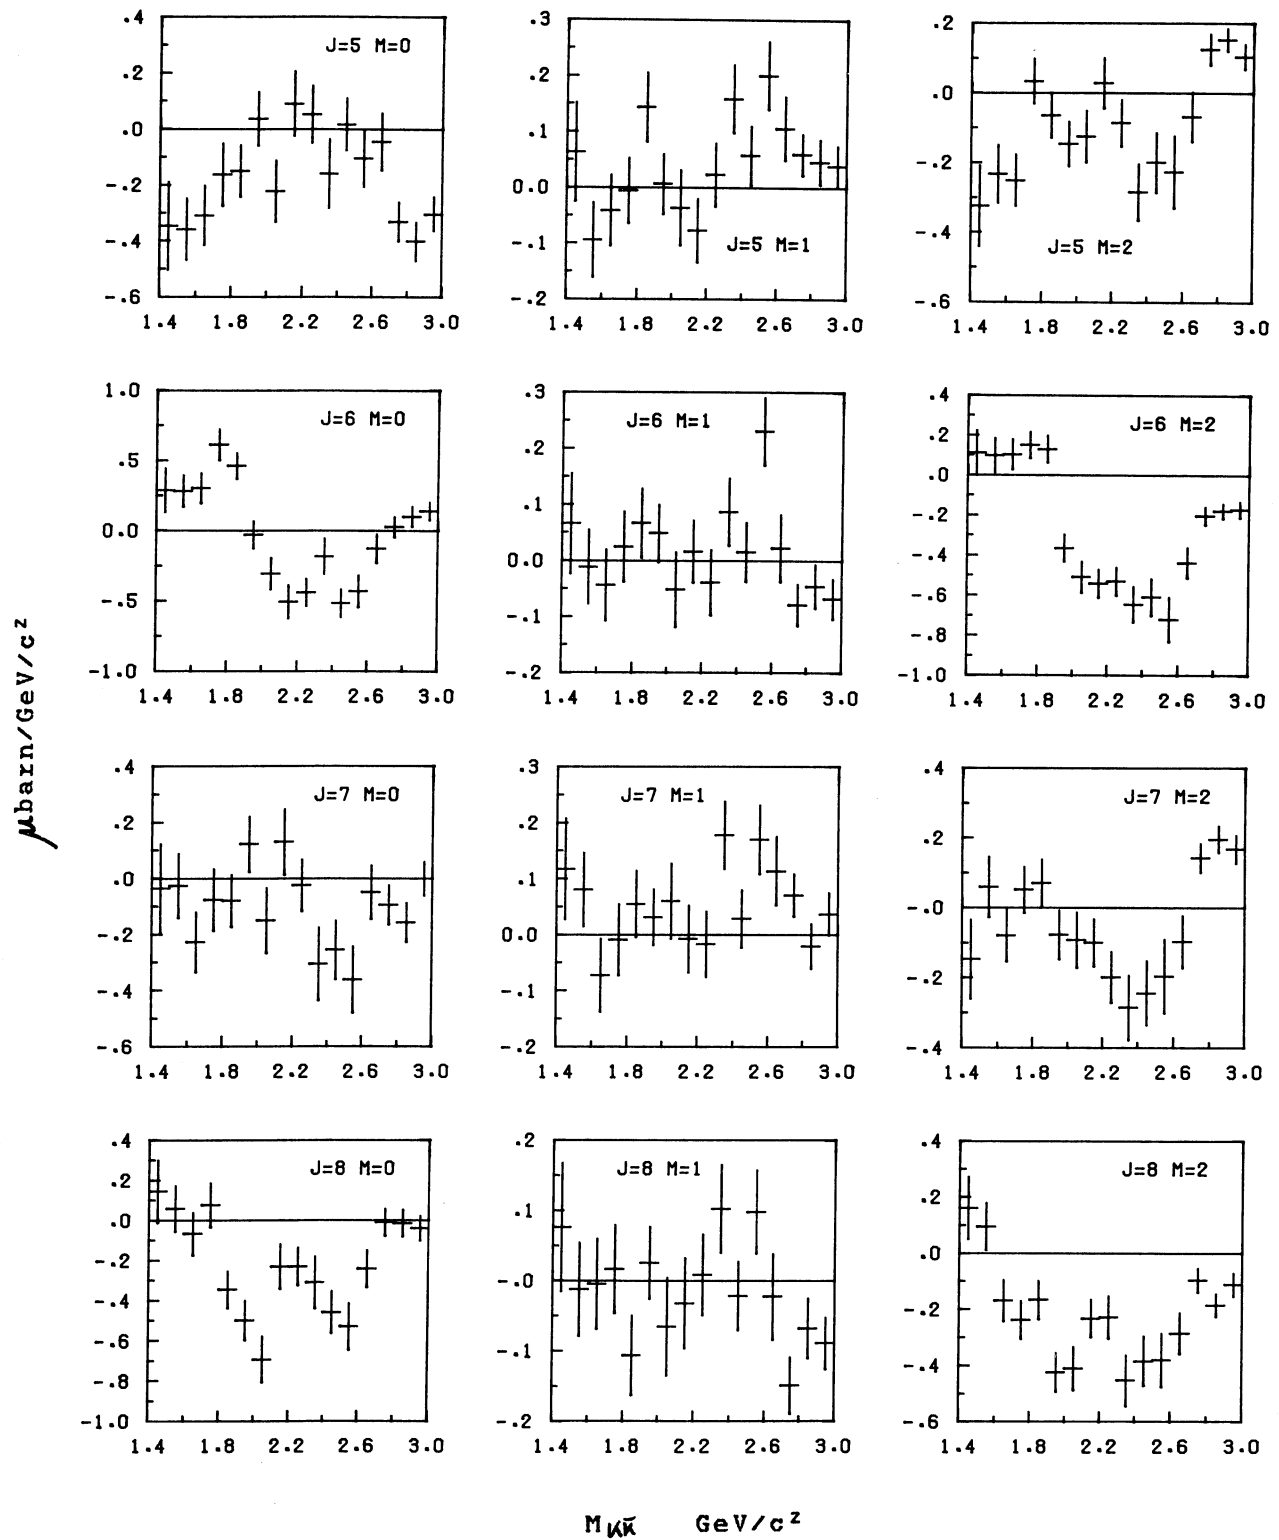 J=5 M=0
.4
.2
.0
-.2
-.4
-.6
1.4 1.8 2.2 2.6 3.0
J=5 M=1
.3
.2
.1
0.0
-.1
-.2
1.4 1.8 2.2 2.6 3.0
J=5 M=2
.2
.0
-.2
-.4
-.6
1.4 1.8 2.2 2.6 3.0
J=6 M=0
1.0
.5
0.0
-.5
-1.0
1.4 1.8 2.2 2.6 3.0
J=6 M=1
.3
.2
.1
0.0
-.1
-.2
1.4 1.8 2.2 2.6 3.0
J=6 M=2
.4
.2
.0
-.2
-.4
-.6
-.8
-1.0
1.4 1.8 2.2 2.6 3.0
μbarn/GeV/c²
J=7 M=0
.4
.2
.0
-.2
-.4
-.6
1.4 1.8 2.2 2.6 3.0
J=7 M=1
.3
.2
.1
0.0
-.1
-.2
1.4 1.8 2.2 2.6 3.0
J=7 M=2
.4
.2
-.0
-.2
-.4
1.4 1.8 2.2 2.6 3.0
J=8 M=0
.4
.2
.0
-.2
-.4
-.6
-.8
-1.0
1.4 1.8 2.2 2.6 3.0
J=8 M=1
.2
.1
-.0
-.1
-.2
1.4 1.8 2.2 2.6 3.0
J=8 M=2
.4
.2
.0
-.2
-.4
-.6
1.4 1.8 2.2 2.6 3.0
M KK̄ GeV/c²